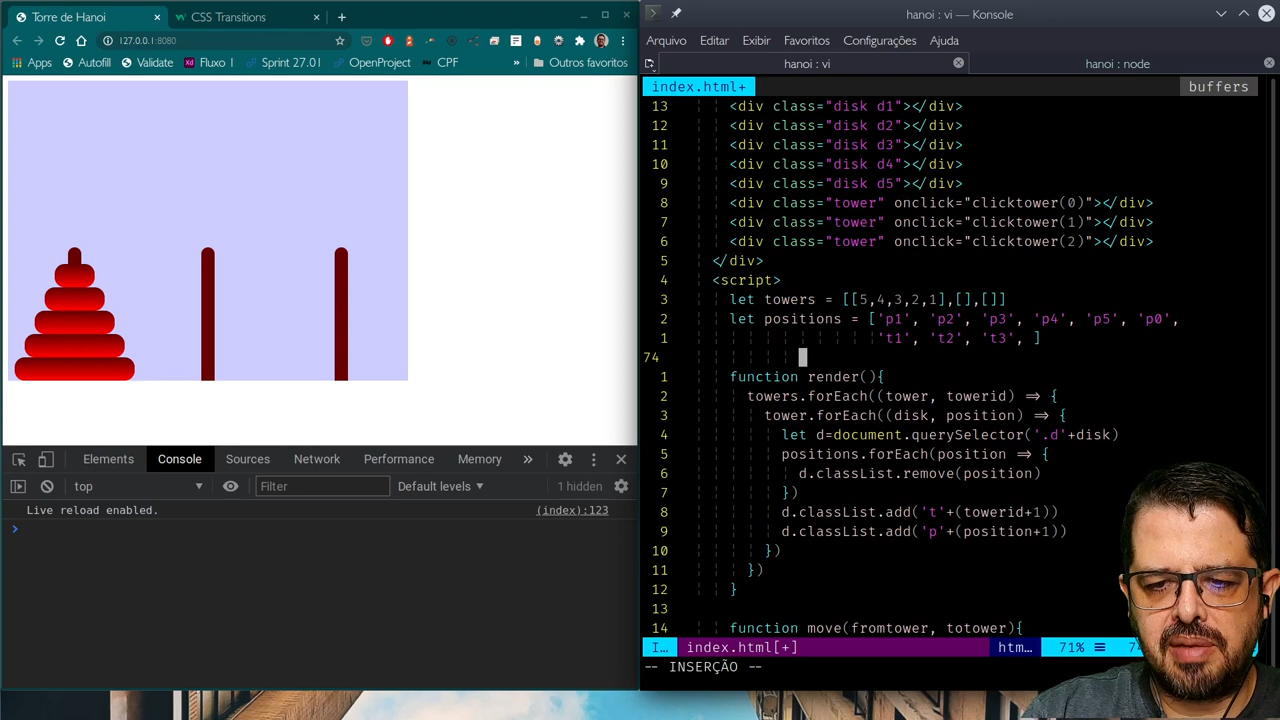 Torre de Hanoi
CSS Transitions
127.0.0.1:8080
Apps
Autofill
Validate
Fluxo 1
Sprint 27.01
OpenProject
CPF
»
Outros favoritos
Elements
Console
Sources
Network
Performance
Memory
»
top
Filter
Default levels
1 hidden
Live reload enabled.
(index):123
hanoi : vi — Konsole
Arquivo Editar Exibir Favoritos Configurações Ajuda
hanoi : vi
hanoi : node
index.html+
buffers
13 <div class="disk d1"></div>
12 <div class="disk d2"></div>
11 <div class="disk d3"></div>
10 <div class="disk d4"></div>
9 <div class="disk d5"></div>
8 <div class="tower" onclick="clicktower(0)"></div>
7 <div class="tower" onclick="clicktower(1)"></div>
6 <div class="tower" onclick="clicktower(2)"></div>
5 </div>
4 <script>
3 let towers = [[5,4,3,2,1],[],[]]
2 let positions = ['p1', 'p2', 'p3', 'p4', 'p5', 'p0',
1 't1', 't2', 't3', ]
74
1 function render(){
2 towers.forEach((tower, towerid) => {
3 tower.forEach((disk, position) => {
4 let d=document.querySelector('.d'+disk)
5 positions.forEach(position => {
6 d.classList.remove(position)
7 })
8 d.classList.add('t'+(towerid+1))
9 d.classList.add('p'+(position+1))
10 })
11 })
12 }
13
14 function move(fromtower, totower){
I… index.html[+] htm… 71% ☰
-- INSERÇÃO --